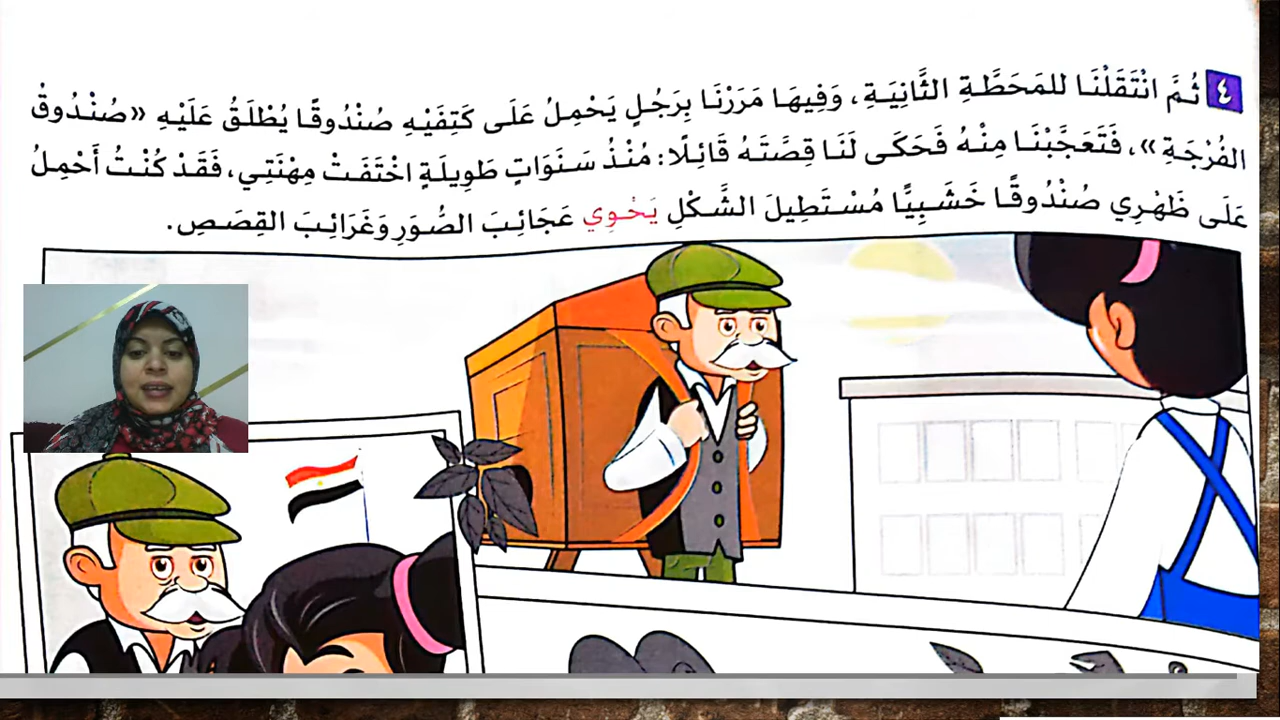 ٤ ثُمَّ انْتَقَلْنَا للمَحَطَّةِ الثَّانِيَةِ، وَفِيهَا مَرَرْنَا بِرَجُلٍ يَحْمِلُ عَلَى كَتِفَيْهِ صُنْدُوقًا يُطْلَقُ عَلَيْهِ «صُنْدُوقُ
الفُرْجَةِ»، فَتَعَجَّبْنَا مِنْهُ فَحَكَى لَنَا قِصَّتَهُ قَائِلًا: مُنْذُ سَنَوَاتٍ طَوِيلَةٍ اخْتَفَتْ مِهْنَتِي، فَقَدْ كُنْتُ أَحْمِلُ
عَلَى ظَهْرِي صُنْدُوقًا خَشَبِيًّا مُسْتَطِيلَ الشَّكْلِ يَحْوِي عَجَائِبَ الصُّوَرِ وَغَرَائِبَ القِصَصِ.